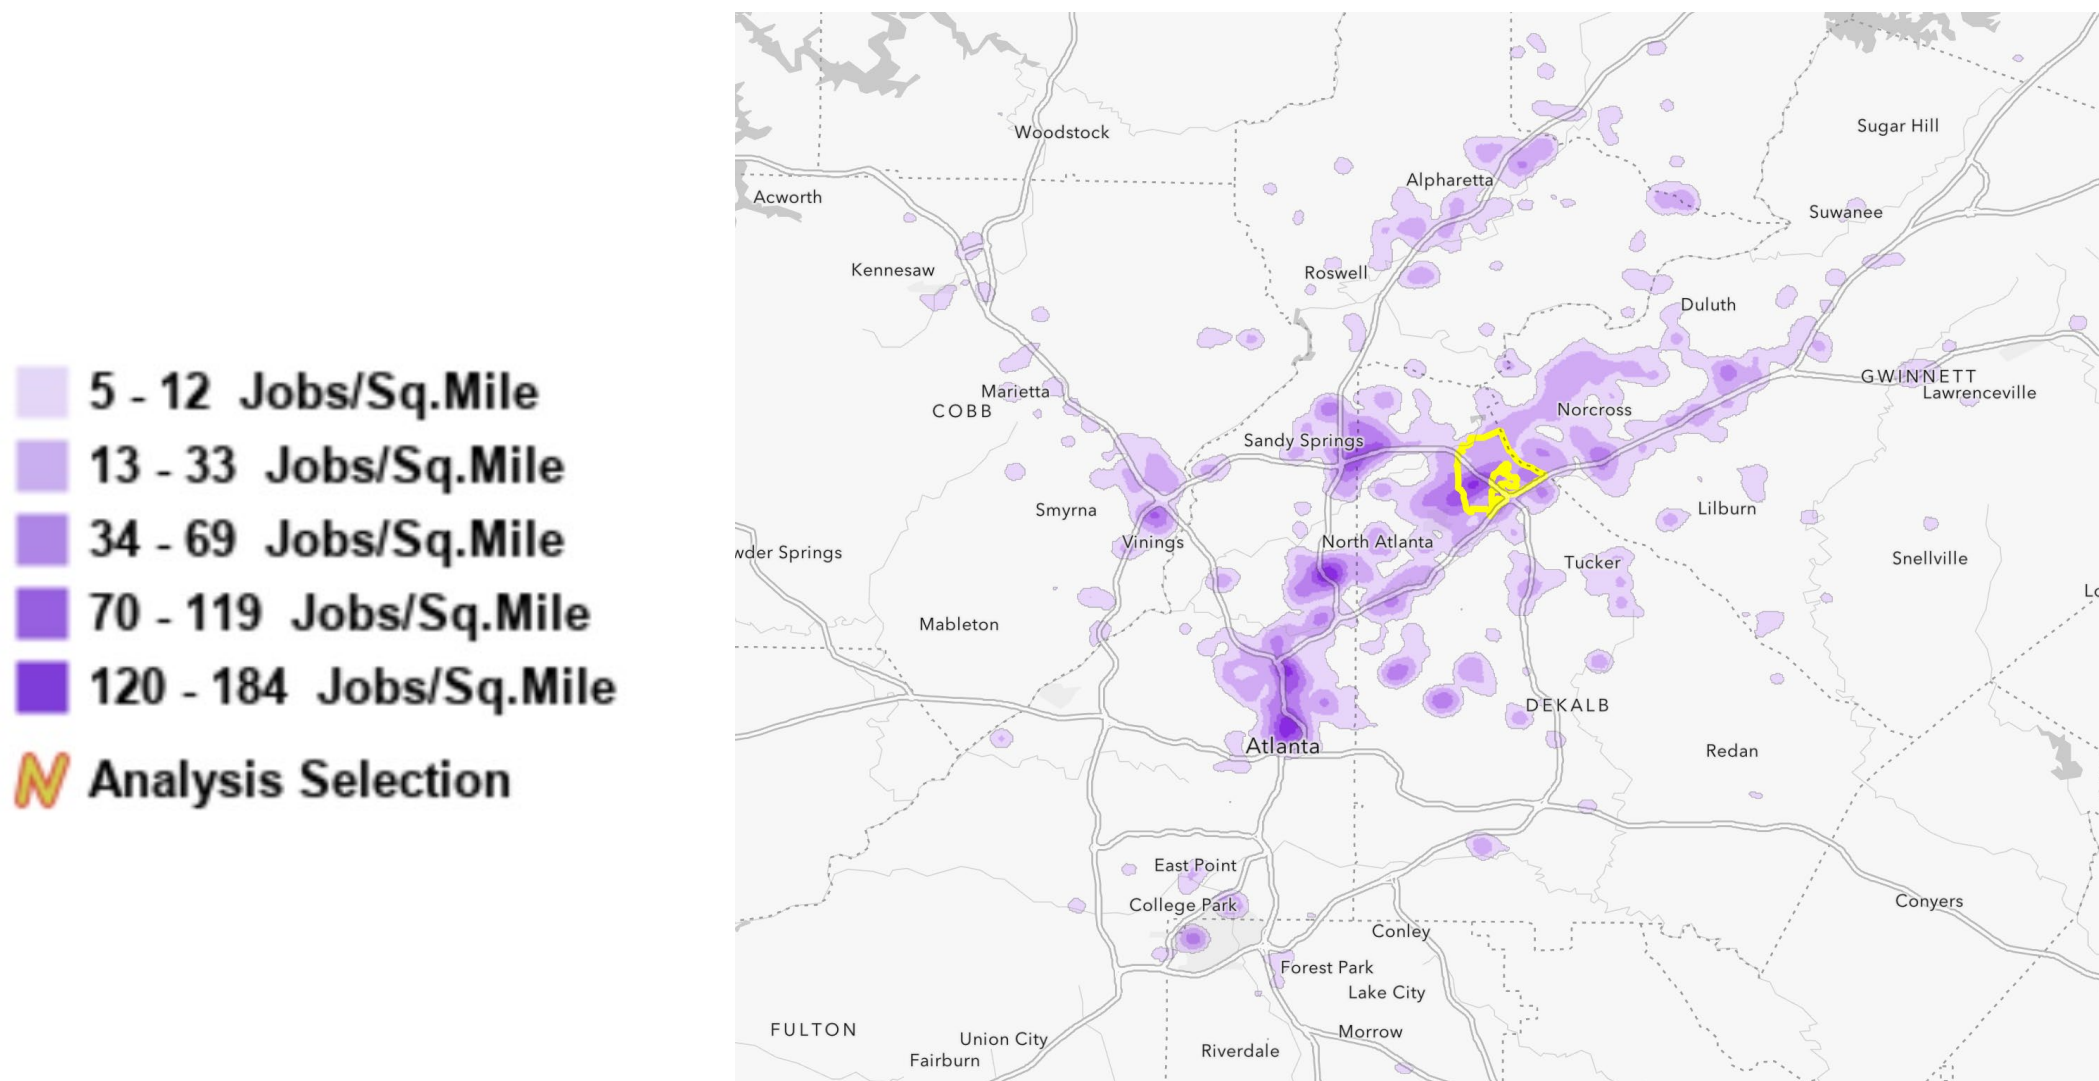 5 - 12 Jobs/Sq.Mile
13 - 33 Jobs/Sq.Mile
34 - 69 Jobs/Sq.Mile
70 - 119 Jobs/Sq.Mile
120 - 184 Jobs/Sq.Mile
Analysis Selection
Woodstock
Sugar Hill
Acworth
Alpharetta
Suwanee
Kennesaw
Roswell
Duluth
Marietta
COBB
GWINNETT
Lawrenceville
Norcross
Sandy Springs
Smyrna
Lilburn
Vinings
North Atlanta
wder Springs
Tucker
Snellville
Lo
Mableton
DEKALB
Atlanta
Redan
East Point
College Park
Conyers
Conley
Forest Park
Lake City
FULTON
Union City
Morrow
Fairburn
Riverdale